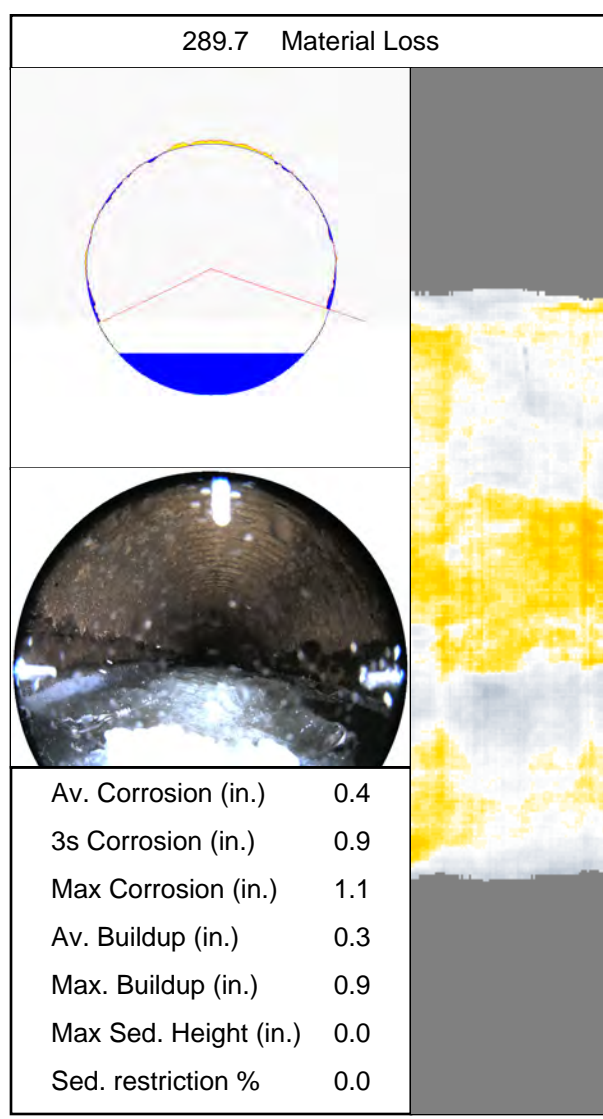 289.7 Material Loss
Av. Corrosion (in.) 0.4
3s Corrosion (in.) 0.9
Max Corrosion (in.) 1.1
Av. Buildup (in.) 0.3
Max. Buildup (in.) 0.9
Max Sed. Height (in.) 0.0
Sed. restriction % 0.0